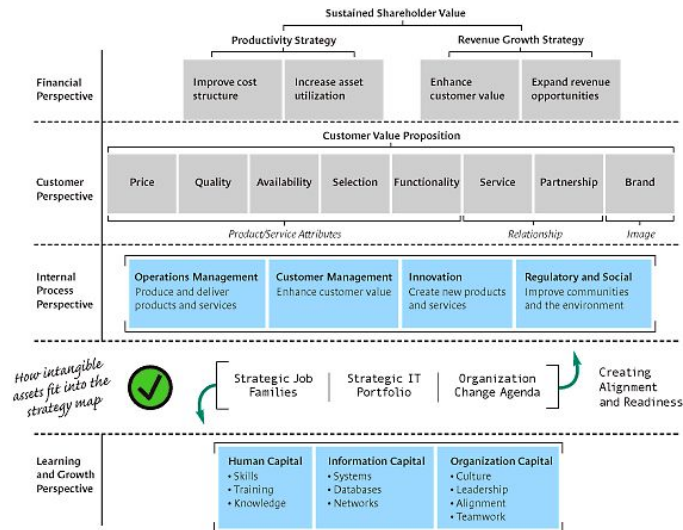 Sustained Shareholder Value
Productivity Strategy
Revenue Growth Strategy
Financial
Perspective
Improve cost
structure
Increase asset
utilization
Enhance
customer value
Expand revenue
opportunities
Customer Value Proposition
Customer
Perspective
Price
Quality
Availability
Selection
Functionality
Service
Partnership
Brand
Product/Service Attributes
Relationship
Image
Internal
Process
Perspective
Operations Management
Produce and deliver
products and services
Customer Management
Enhance customer value
Innovation
Create new products
and services
Regulatory and Social
Improve communities
and the environment
How intangible
assets fit into the
strategy map
Strategic Job
Families
Strategic IT
Portfolio
Organization
Change Agenda
Creating
Alignment
and Readiness
Learning
and Growth
Perspective
Human Capital
• Skills
• Training
• Knowledge
Information Capital
• Systems
• Databases
• Networks
Organization Capital
• Culture
• Leadership
• Alignment
• Teamwork